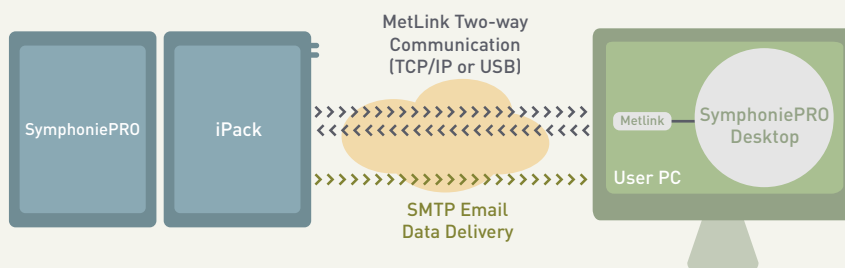 SymphoniePRO
iPack
MetLink Two-way
Communication
(TCP/IP or USB)
SMTP Email
Data Delivery
Metlink
SymphoniePRO
Desktop
User PC